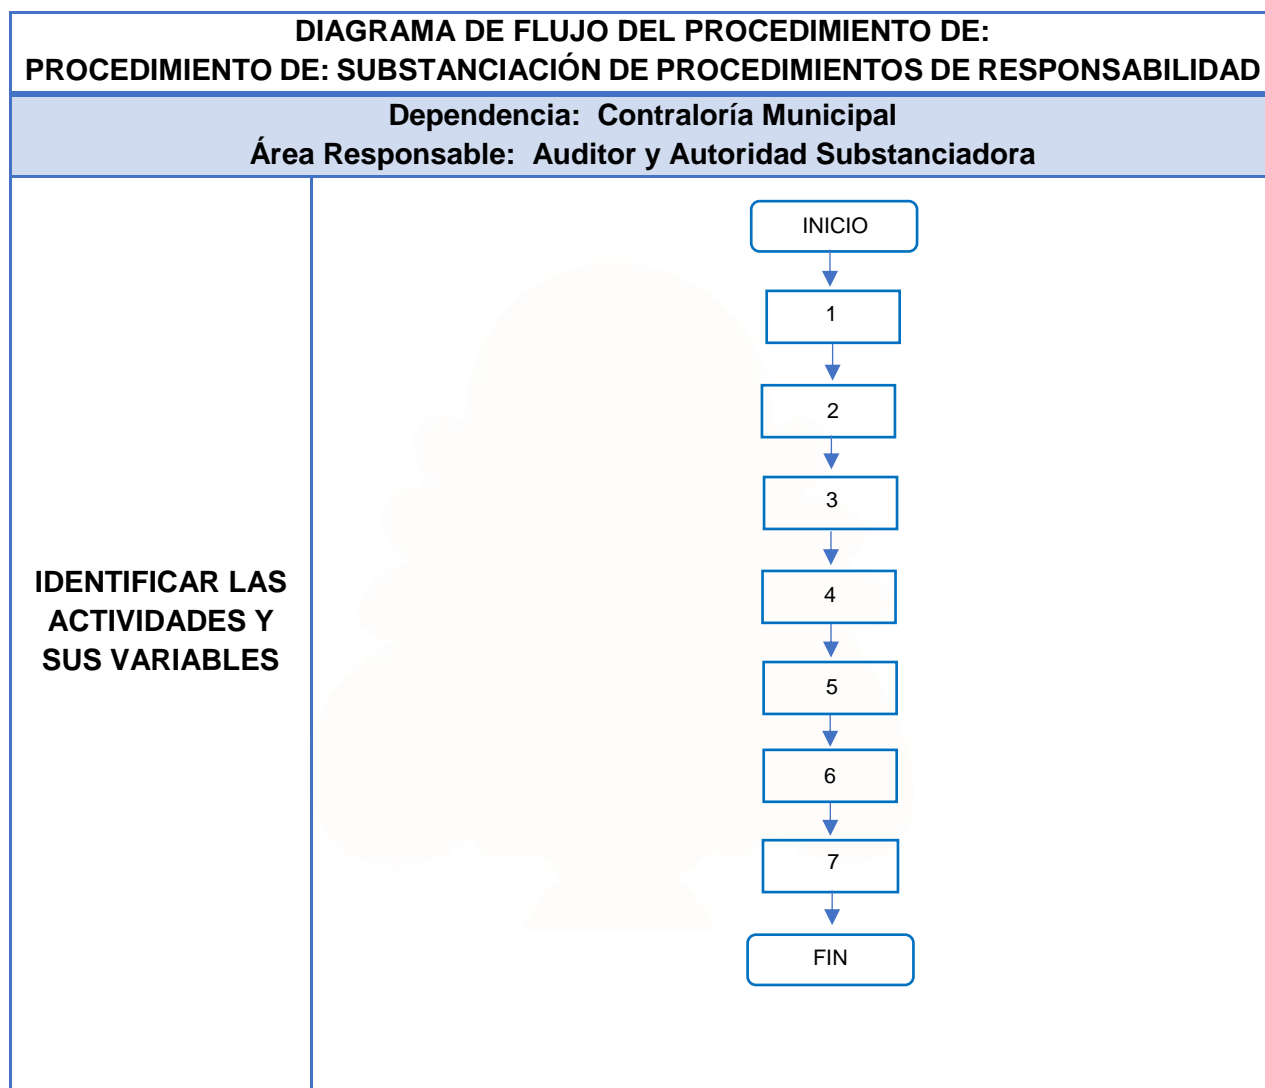 DIAGRAMA DE FLUJO DEL PROCEDIMIENTO DE:
PROCEDIMIENTO DE: SUBSTANCIACIÓN DE PROCEDIMIENTOS DE RESPONSABILIDAD
Dependencia: Contraloría Municipal
Área Responsable: Auditor y Autoridad Substanciadora
IDENTIFICAR LAS
ACTIVIDADES Y
SUS VARIABLES
INICIO
1
2
3
4
5
6
7
FIN